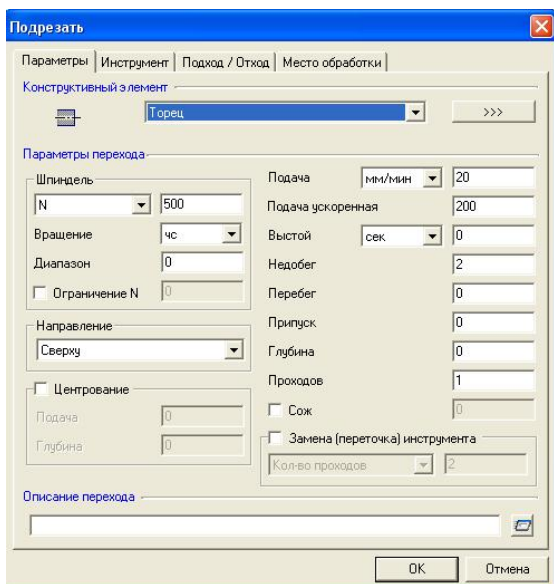 Подрезать
Параметры Инструмент Подход / Отход Место обработки
Конструктивный элемент
Торец >>>
Параметры перехода
Шпиндель
N 500
Вращение чс
Диапазон 0
Ограничение N 0
Направление
Сверху
Центрование
Подача 0
Глубина 0
Подача мм/мин 20
Подача ускоренная 200
Выстой сек 0
Недобег 2
Перебег 0
Припуск 0
Глубина 0
Проходов 1
Сож 0
Замена (переточка) инструмента
Кол-во проходов 2
Описание перехода
OK Отмена